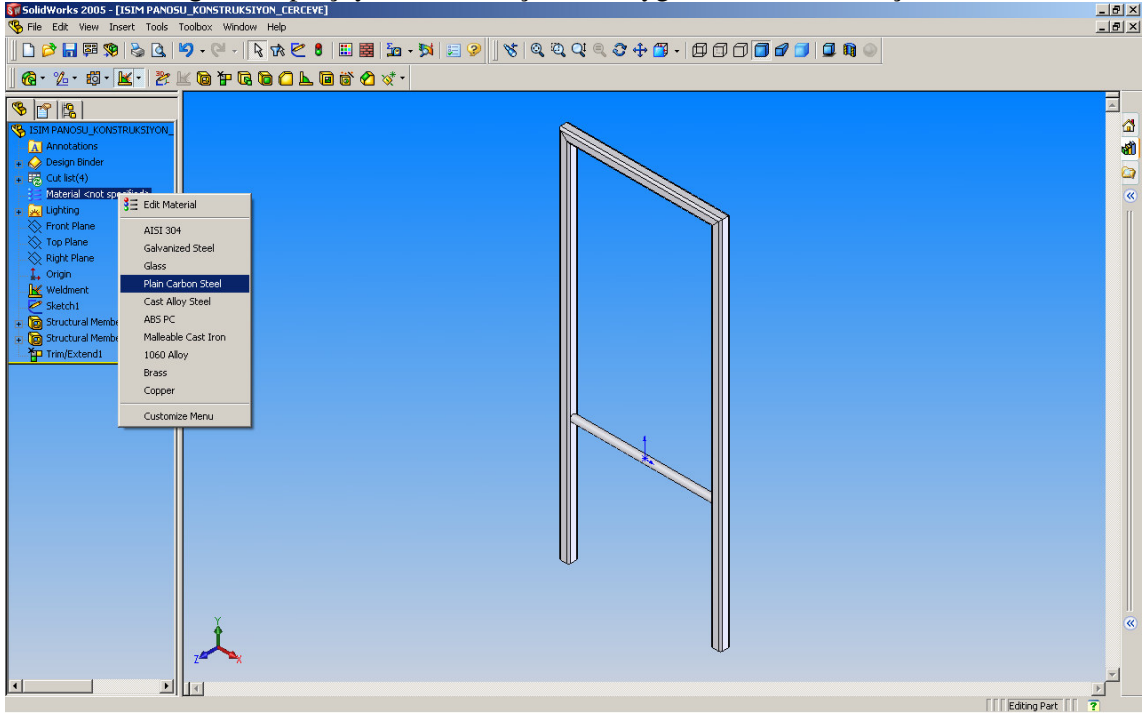 SolidWorks 2005 - [ISIM PANOSU_KONSTRUKSIYON_CERCEVE]
File Edit View Insert Tools Toolbox Window Help
ISIM PANOSU_KONSTRUKSIYON_
Annotations
Design Binder
Cut list(4)
Material <not specified>
Lighting
Front Plane
Top Plane
Right Plane
Origin
Weldment
Sketch1
Structural Membe
Structural Membe
Trim/Extend1
Edit Material
AISI 304
Galvanized Steel
Glass
Plain Carbon Steel
Cast Alloy Steel
ABS PC
Malleable Cast Iron
1060 Alloy
Brass
Copper
Customize Menu
Y
Z
X
Editing Part